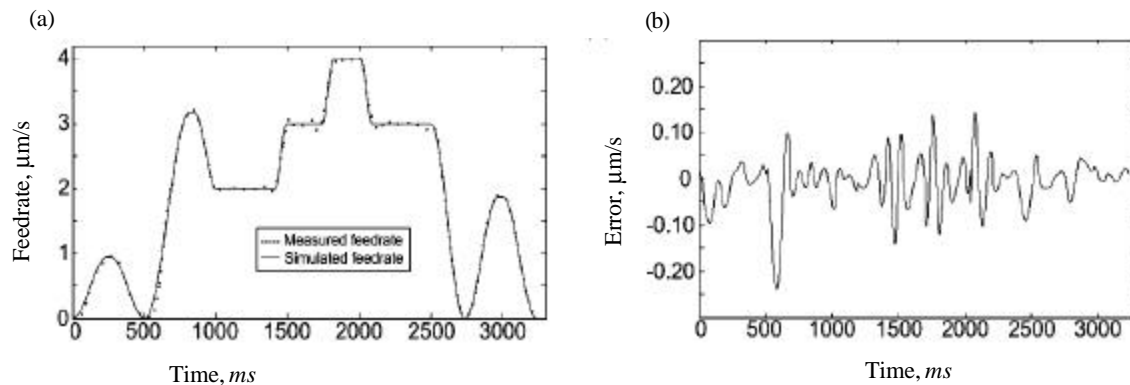 (a)
4
3
2
1
0
0 500 1000 1500 2000 2500 3000
Feedrate, μm/s
Measured feedrate
Simulated feedrate
Time, ms
(b)
0.20
0.10
0
-0.10
-0.20
0 500 1000 1500 2000 2500 3000
Error, μm/s
Time, ms